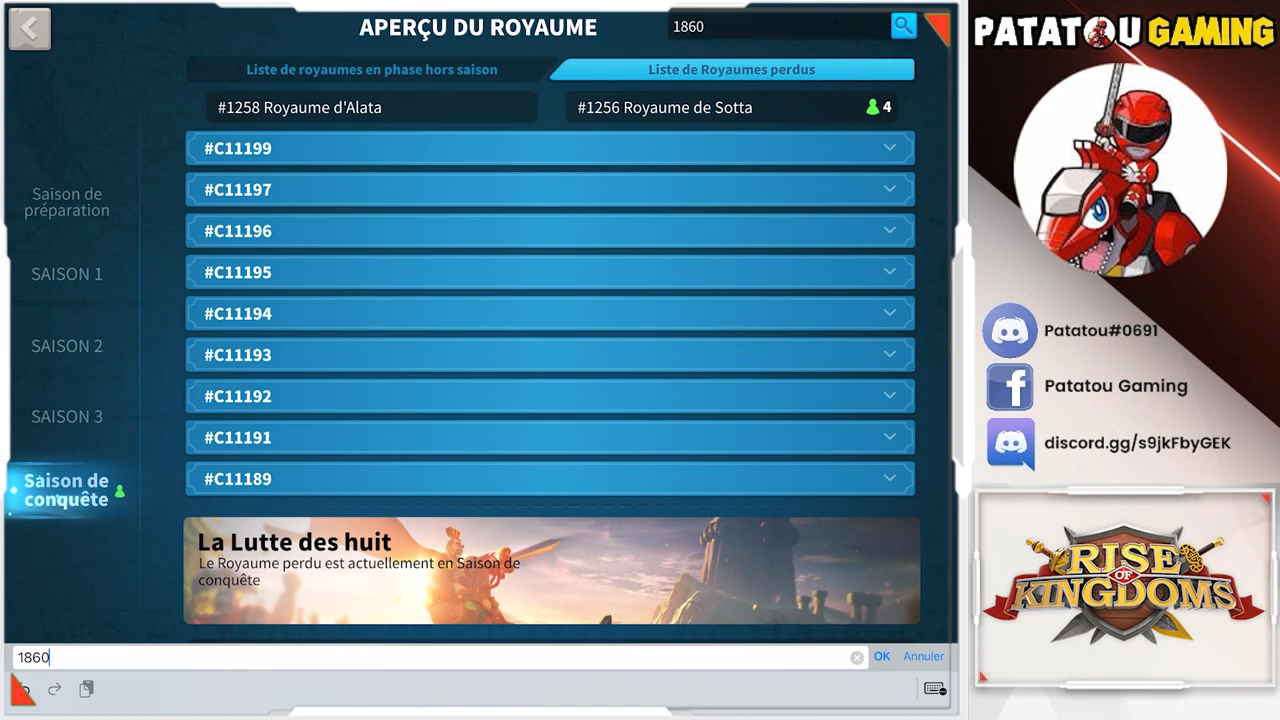 APERÇU DU ROYAUME
1860
Liste de royaumes en phase hors saison
Liste de Royaumes perdus
#1258 Royaume d'Alata
#1256 Royaume de Sotta
4
#C11199
#C11197
#C11196
#C11195
#C11194
#C11193
#C11192
#C11191
#C11189
Saison de
préparation
SAISON 1
SAISON 2
SAISON 3
Saison de
conquête
La Lutte des huit
Le Royaume perdu est actuellement en Saison de
conquête
1860
OK
Annuler
PATATOU GAMING
Patatou#0691
Patatou Gaming
discord.gg/s9jkFbyGEK
RISE
OF
KINGDOMS